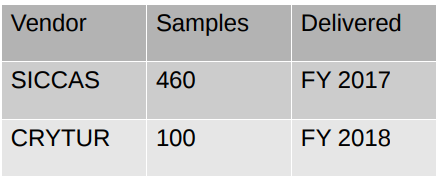 Vendor Samples Delivered
SICCAS 460 FY 2017
CRYTUR 100 FY 2018